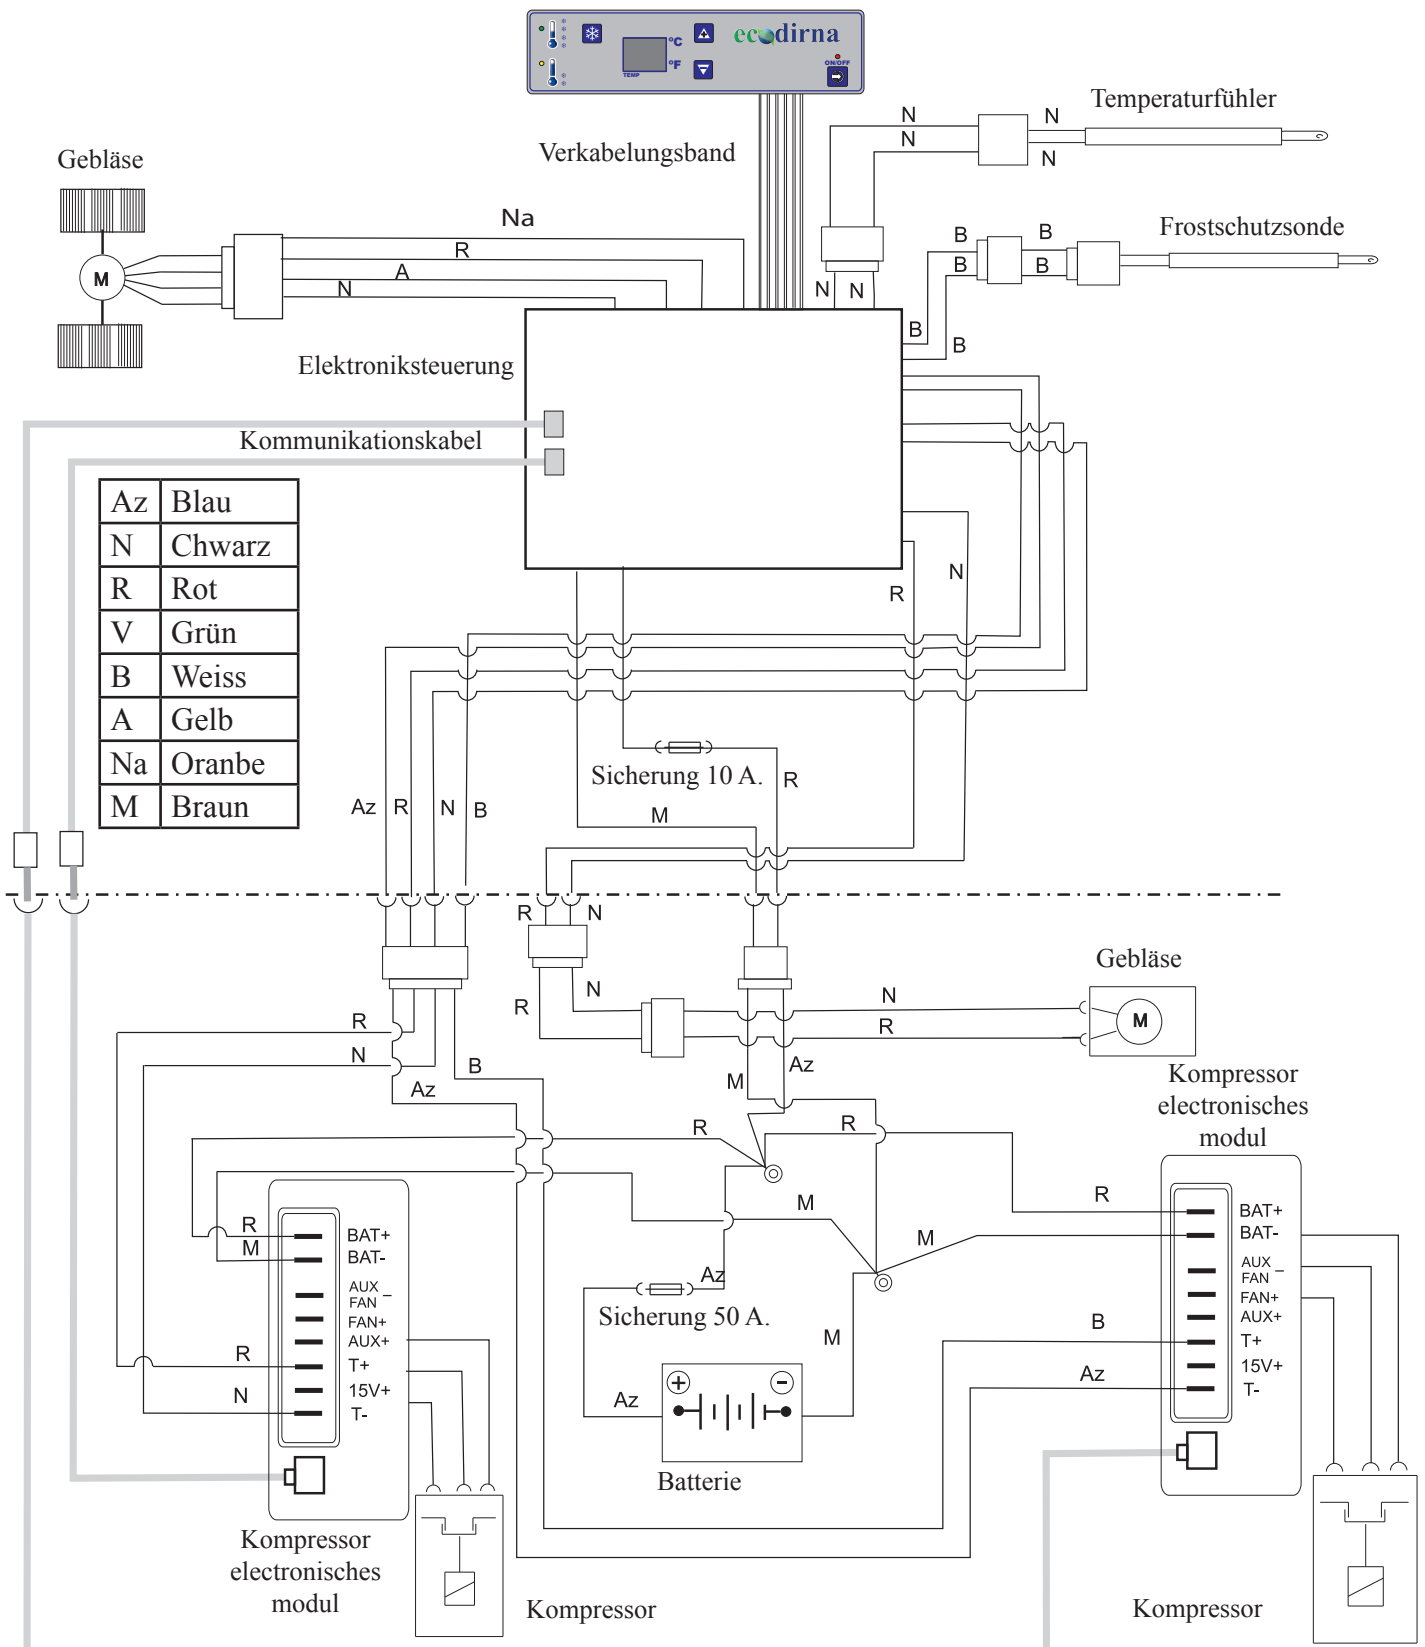 ecodirna
°C
°F
TEMP
ON/OFF
Temperaturfühler
N
N
N
N
Verkabelungsband
Gebläse
M
Na
R
A
N
N
N
Frostschutzsonde
B
B
B
B
B
B
Elektroniksteuerung
Kommunikationskabel
Az Blau
N Chwarz
R Rot
V Grün
B Weiss
A Gelb
Na Oranbe
M Braun
R
N
Sicherung 10 A.
R
M
Az
R
N
B
R
N
R
N
Gebläse
N
R
M
R
N
B
Az
M
Az
Kompressor
electronisches
modul
R
R
M
M
R
BAT+
BAT-
AUX
FAN –
FAN+
AUX+
T+
15V+
T-
B
Az
R
M
BAT+
BAT-
AUX
FAN –
FAN+
AUX+
T+
15V+
T-
R
N
Az
Sicherung 50 A.
M
Az
+
-
Batterie
Kompressor
electronisches
modul
Kompressor
Kompressor